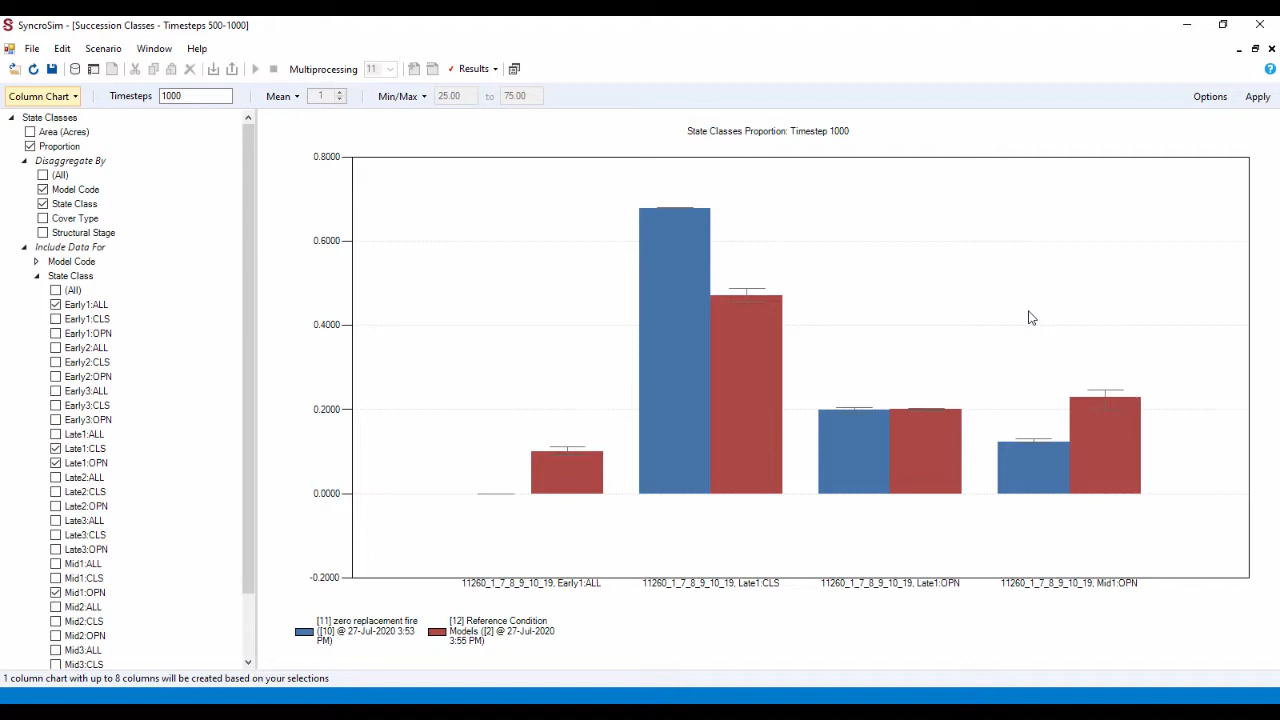 SyncroSim - [Succession Classes - Timesteps 500-1000]
File Edit Scenario Window Help
Multiprocessing 11 Results
Column Chart Timesteps 1000 Mean 1 Min/Max 25.00 to 75.00 Options Apply
State Classes
Area (Acres)
Proportion
Disaggregate By
(All)
Model Code
State Class
Cover Type
Structural Stage
Include Data For
Model Code
State Class
(All)
Early1:ALL
Early1:CLS
Early1:OPN
Early2:ALL
Early2:CLS
Early2:OPN
Early3:ALL
Early3:CLS
Early3:OPN
Late1:ALL
Late1:CLS
Late1:OPN
Late2:ALL
Late2:CLS
Late2:OPN
Late3:ALL
Late3:CLS
Late3:OPN
Mid1:ALL
Mid1:CLS
Mid1:OPN
Mid2:ALL
Mid2:CLS
Mid2:OPN
Mid3:ALL
Mid3:CLS
State Classes Proportion: Timestep 1000
0.8000
0.6000
0.4000
0.2000
0.0000
-0.2000
11260_1_7_8_9_10_19, Early1:ALL
11260_1_7_8_9_10_19, Late1:CLS
11260_1_7_8_9_10_19, Late1:OPN
11260_1_7_8_9_10_19, Mid1:OPN
[11] zero replacement fire
([10] @ 27-Jul-2020 3:53
PM)
[12] Reference Condition
Models ([2] @ 27-Jul-2020
3:55 PM)
1 column chart with up to 8 columns will be created based on your selections